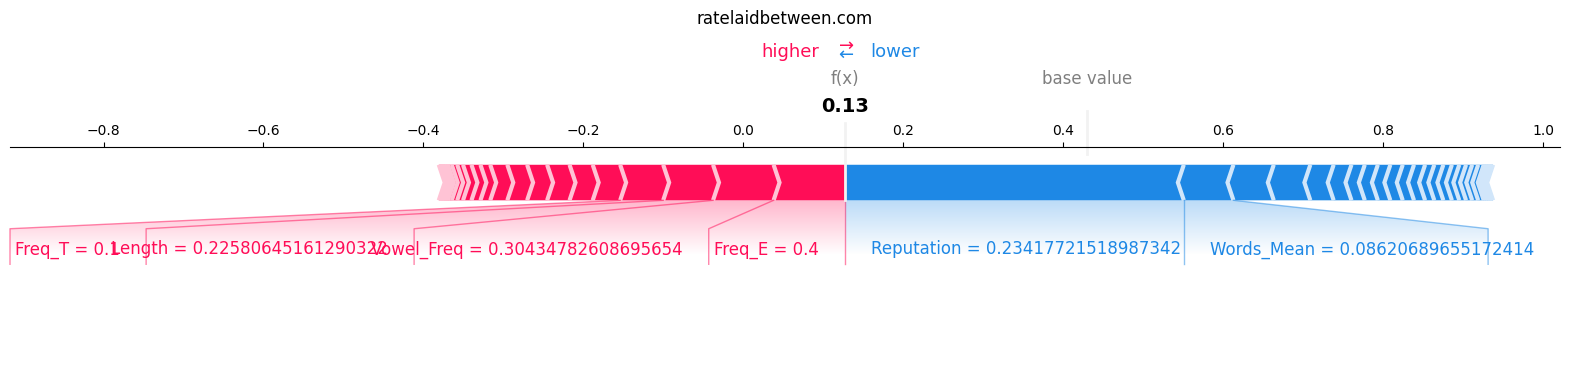 ratelaidbetween.com
higher → ← lower
f(x) base value
0.13
−0.8 −0.6 −0.4 −0.2 0.0 0.2 0.4 0.6 0.8 1.0
Freq_T = 0.1 Length = 0.22580645161290322 Vowel_Freq = 0.30434782608695654 Freq_E = 0.4 Reputation = 0.23417721518987342 Words_Mean = 0.08620689655172414